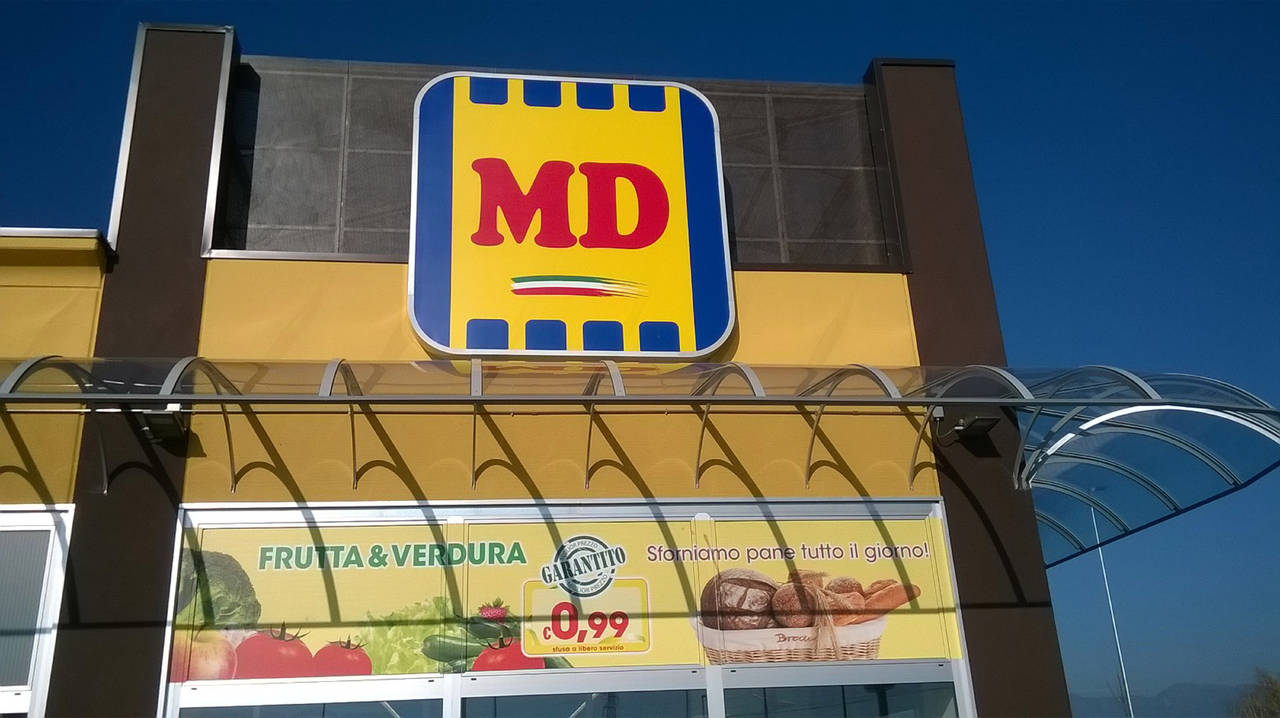 MD
FRUTTA & VERDURA
GARANTITO
€0,99
sfusa a libero servizio
Sforniamo pane tutto il giorno!